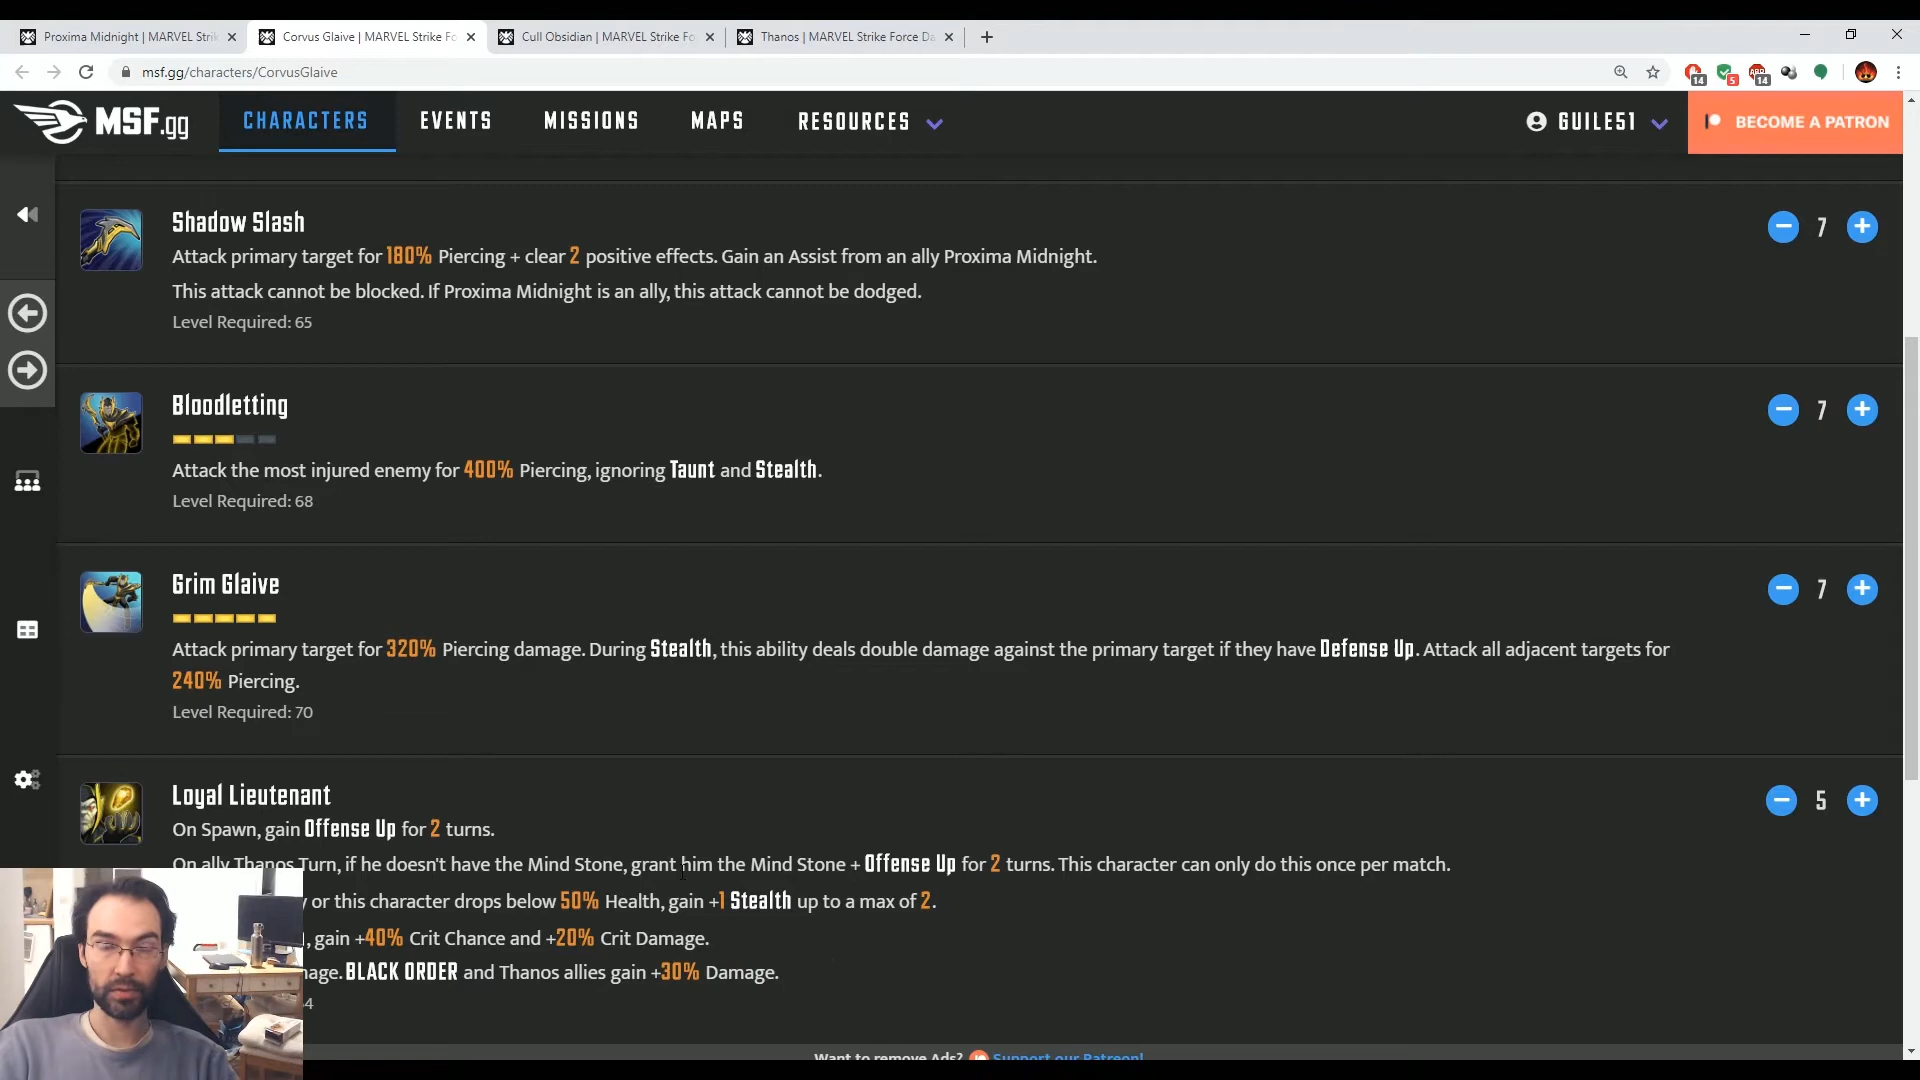 Proxima Midnight | MARVEL Stri
Corvus Glaive | MARVEL Strike Fo
Cull Obsidian | MARVEL Strike Fo
Thanos | MARVEL Strike Force Da
msf.gg/characters/CorvusGlaive
14
5
14
MSF.gg
CHARACTERS
EVENTS
MISSIONS
MAPS
RESOURCES
GUILE51
BECOME A PATRON
Shadow Slash
7
Attack primary target for 180% Piercing + clear 2 positive effects. Gain an Assist from an ally Proxima Midnight.
This attack cannot be blocked. If Proxima Midnight is an ally, this attack cannot be dodged.
Level Required: 65
Bloodletting
7
Attack the most injured enemy for 400% Piercing, ignoring Taunt and Stealth.
Level Required: 68
Grim Glaive
7
Attack primary target for 320% Piercing damage. During Stealth, this ability deals double damage against the primary target if they have Defense Up. Attack all adjacent targets for
240% Piercing.
Level Required: 70
Loyal Lieutenant
5
On Spawn, gain Offense Up for 2 turns.
On ally Thanos Turn, if he doesn't have the Mind Stone, grant him the Mind Stone + Offense Up for 2 turns. This character can only do this once per match.
or this character drops below 50% Health, gain +1 Stealth up to a max of 2.
, gain +40% Crit Chance and +20% Crit Damage.
BLACK ORDER and Thanos allies gain +30% Damage.
Want to remove Ads? Support our Patreon!